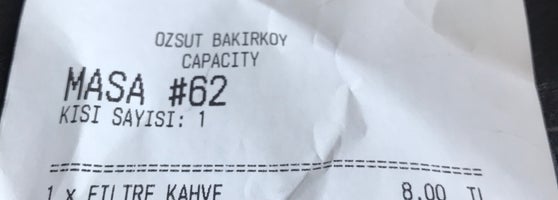 OZSUT BAKIRKOY
CAPACITY
MASA #62
KISI SAYISI: 1
==========================================
1 x FILTRE KAHVE 8,00 TL